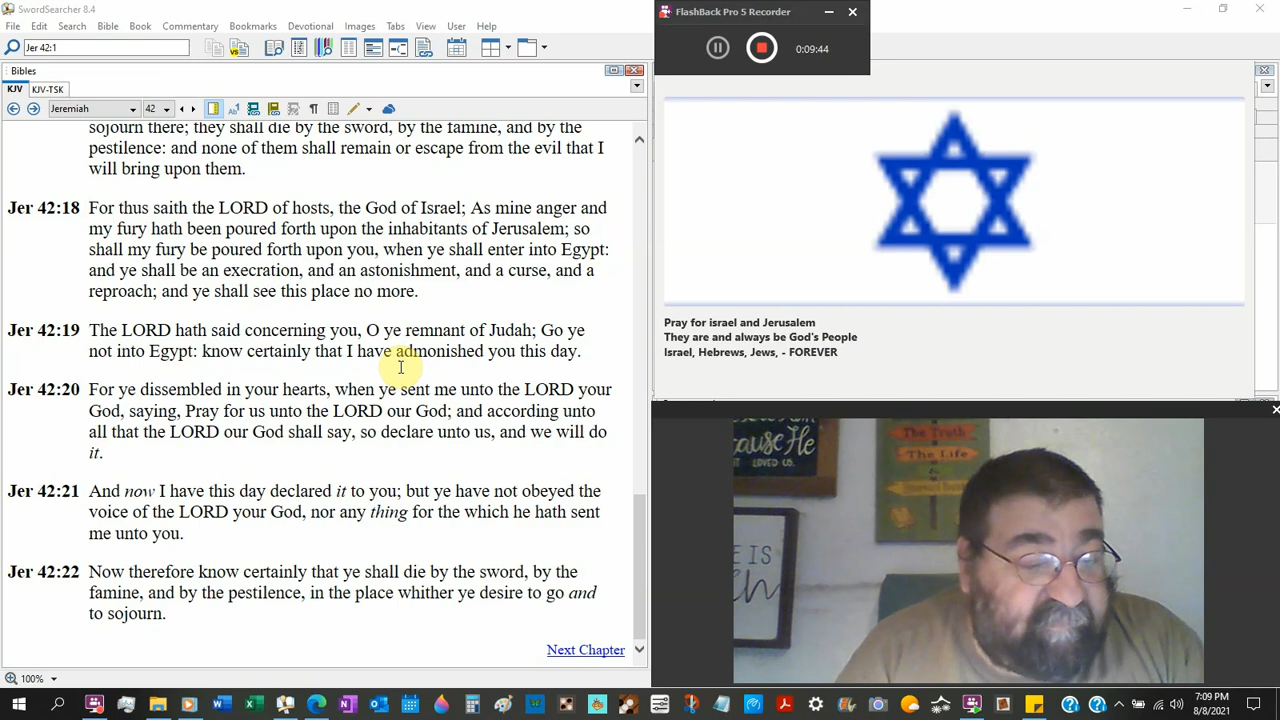 SwordSearcher 8.4
File Edit Search Bible Book Commentary Bookmarks Devotional Images Tabs View User Help
Jer 42:1
VS
Bibles
KJV KJV-TSK
Jeremiah 42
sojourn there; they shall die by the sword, by the famine, and by the
pestilence: and none of them shall remain or escape from the evil that I
will bring upon them.
Jer 42:18 For thus saith the LORD of hosts, the God of Israel; As mine anger and
my fury hath been poured forth upon the inhabitants of Jerusalem; so
shall my fury be poured forth upon you, when ye shall enter into Egypt:
and ye shall be an execration, and an astonishment, and a curse, and a
reproach; and ye shall see this place no more.
Jer 42:19 The LORD hath said concerning you, O ye remnant of Judah; Go ye
not into Egypt: know certainly that I have admonished you this day.
Jer 42:20 For ye dissembled in your hearts, when ye sent me unto the LORD your
God, saying, Pray for us unto the LORD our God; and according unto
all that the LORD our God shall say, so declare unto us, and we will do
it.
Jer 42:21 And now I have this day declared it to you; but ye have not obeyed the
voice of the LORD your God, nor any thing for the which he hath sent
me unto you.
Jer 42:22 Now therefore know certainly that ye shall die by the sword, by the
famine, and by the pestilence, in the place whither ye desire to go and
to sojourn.
Next Chapter
100%
FlashBack Pro 5 Recorder
0:09:44
Pray for israel and Jerusalem
They are and always be God's People
Israel, Hebrews, Jews, - FOREVER
cause He
LOVED US.
The Truth
The Life
7:09 PM
8/8/2021